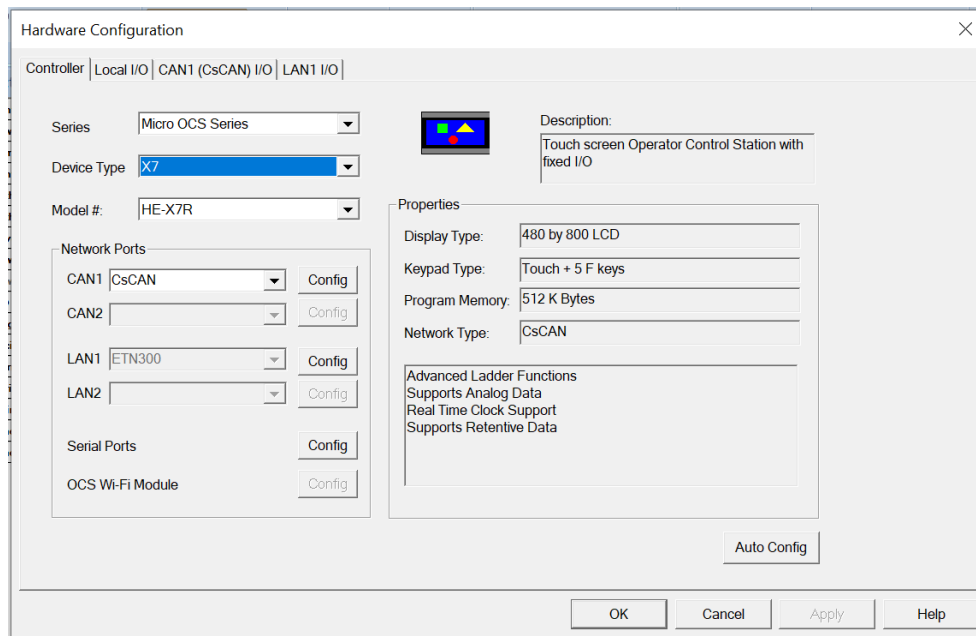 Hardware Configuration
Controller
Local I/O
CAN1 (CsCAN) I/O
LAN1 I/O
Series
Micro OCS Series
Device Type
X7
Model #:
HE-X7R
Network Ports
CAN1
CsCAN
Config
CAN2
Config
LAN1
ETN300
Config
LAN2
Config
Serial Ports
Config
OCS Wi-Fi Module
Config
Description:
Touch screen Operator Control Station with
fixed I/O
Properties
Display Type:
480 by 800 LCD
Keypad Type:
Touch + 5 F keys
Program Memory:
512 K Bytes
Network Type:
CsCAN
Advanced Ladder Functions
Supports Analog Data
Real Time Clock Support
Supports Retentive Data
Auto Config
OK
Cancel
Apply
Help